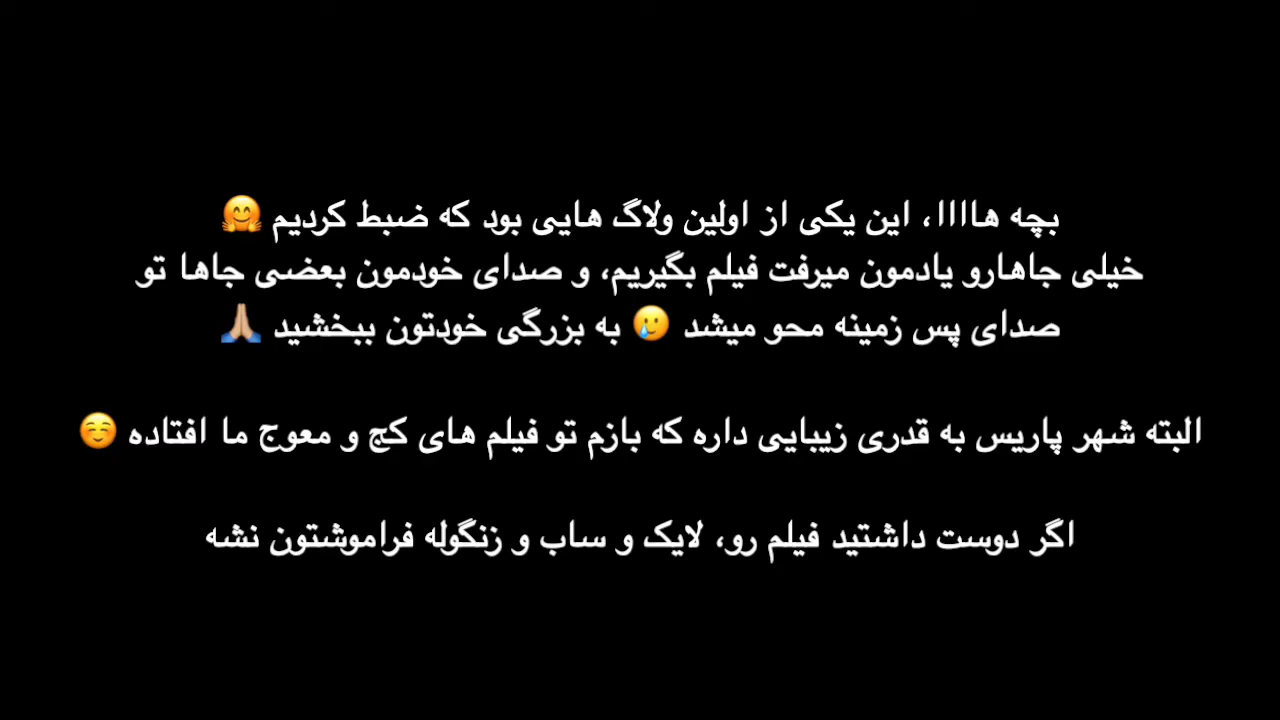 بچه هاااا، این یکی از اولین ولاگ هایی بود که ضبط کردیم 🤗
خیلی جاهارو یادمون میرفت فیلم بگیریم، و صدای خودمون بعضی جاها تو
صدای پس زمینه محو میشد 🥲 به بزرگی خودتون ببخشید 🙏🏼
البته شهر پاریس به قدری زیبایی داره که بازم تو فیلم های کج و معوج ما افتاده ☺️
اگر دوست داشتید فیلم رو، لایک و ساب و زنگوله فراموشتون نشه